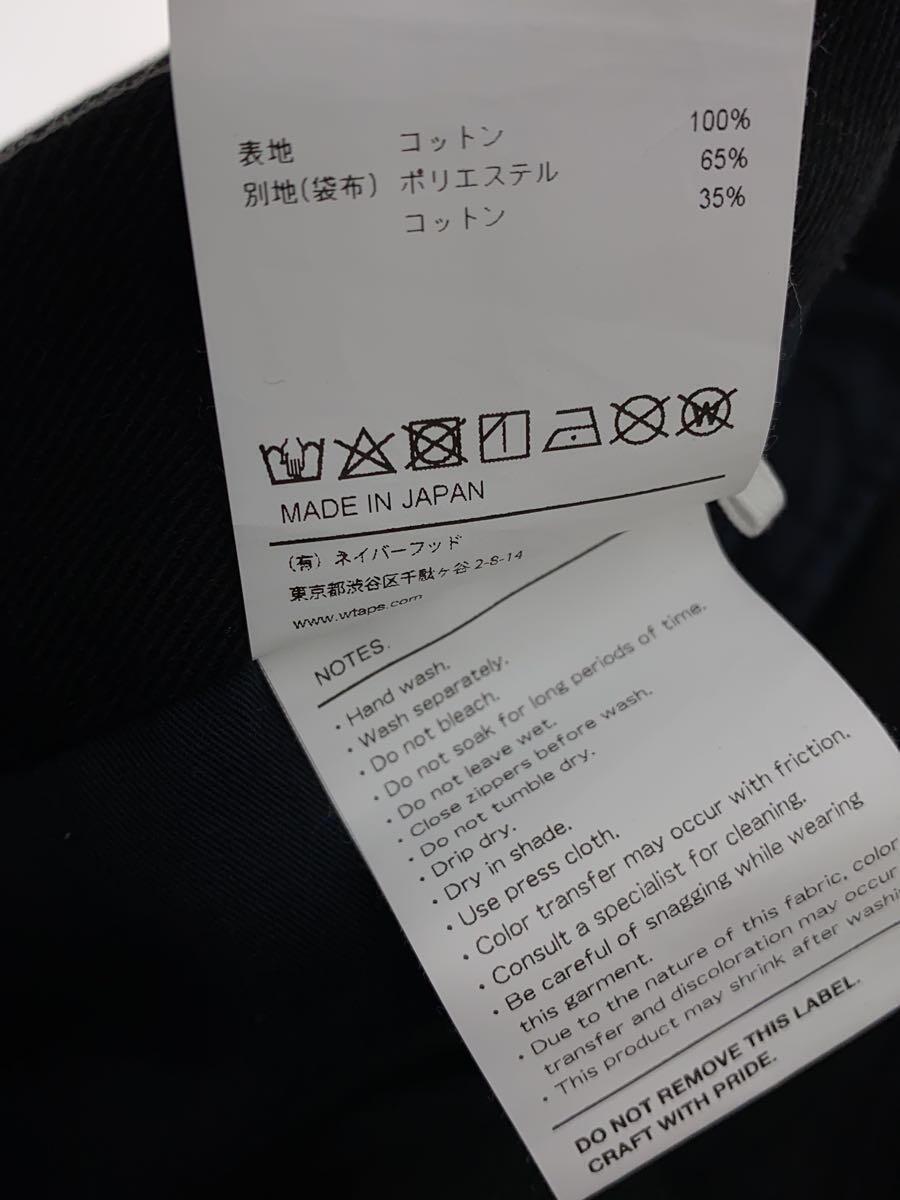 表地 コットン 100%
別地(袋布) ポリエステル 65%
コットン 35%
MADE IN JAPAN
(有) ネイバーフッド
東京都渋谷区千駄ヶ谷 2-8-14
www.wtaps.com
NOTES.
・Hand wash.
・Wash separately.
・Do not bleach.
・Do not soak for long periods of time.
・Do not leave wet.
・Close zippers before wash.
・Do not tumble dry.
・Drip dry.
・Dry in shade.
・Use press cloth.
・Color transfer may occur with friction.
・Consult a specialist for cleaning.
・Be careful of snagging while wearing
this garment.
・Due to the nature of this fabric, color
transfer and discoloration may occur
・This product may shrink after
DO NOT REMOVE THIS LABEL.
CRAFT WITH PRIDE.